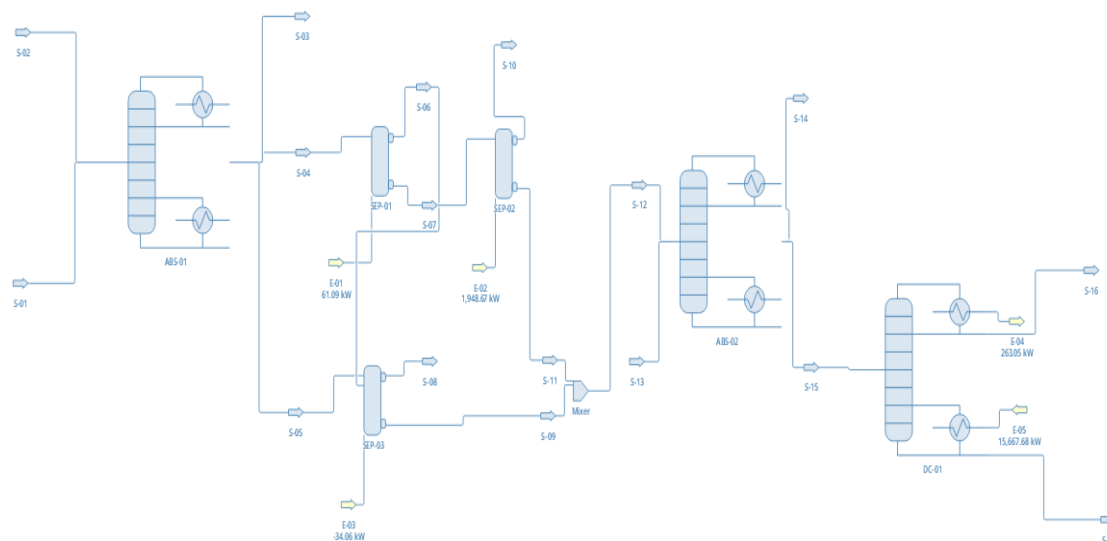 S-02
S-03
S-10
S-06
S-14
S-04
SEP-01
S-07
SEP-02
S-12
ABS-01
E-01
61.09 kW
E-02
1,948.67 kW
S-01
S-16
ABS-02
E-04
263.05 kW
S-08
S-11
S-13
S-15
Mixer
S-05
S-09
SEP-03
E-05
15,667.68 kW
DC-01
E-03
-34.06 kW
S-